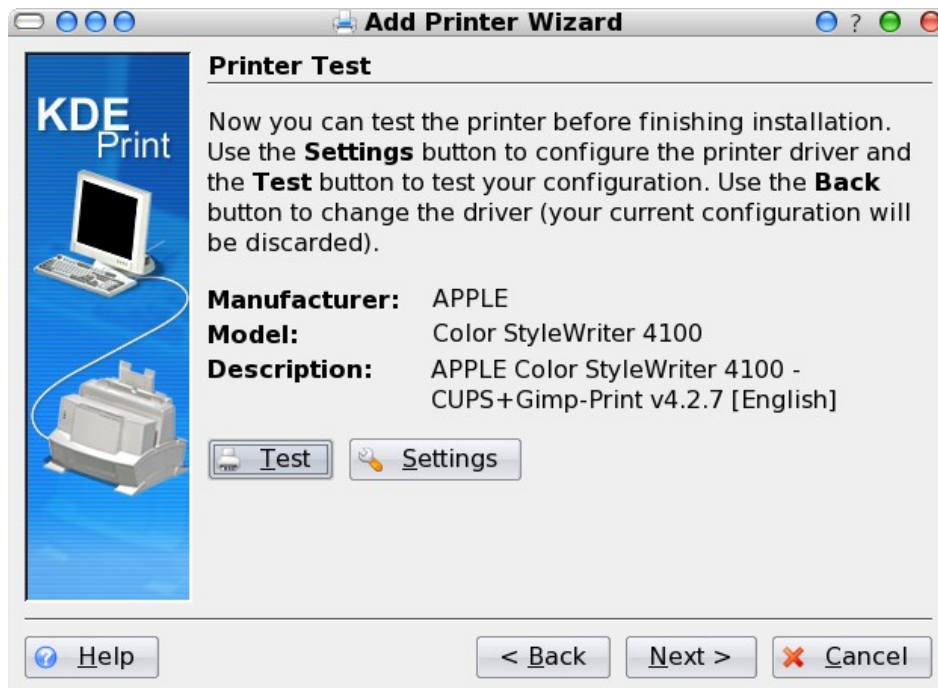 Add Printer Wizard
?
KDE
Print
Printer Test
Now you can test the printer before finishing installation.
Use the Settings button to configure the printer driver and
the Test button to test your configuration. Use the Back
button to change the driver (your current configuration will
be discarded).
Manufacturer: APPLE
Model: Color StyleWriter 4100
Description: APPLE Color StyleWriter 4100 -
CUPS+Gimp-Print v4.2.7 [English]
Test Settings
Help < Back Next > Cancel